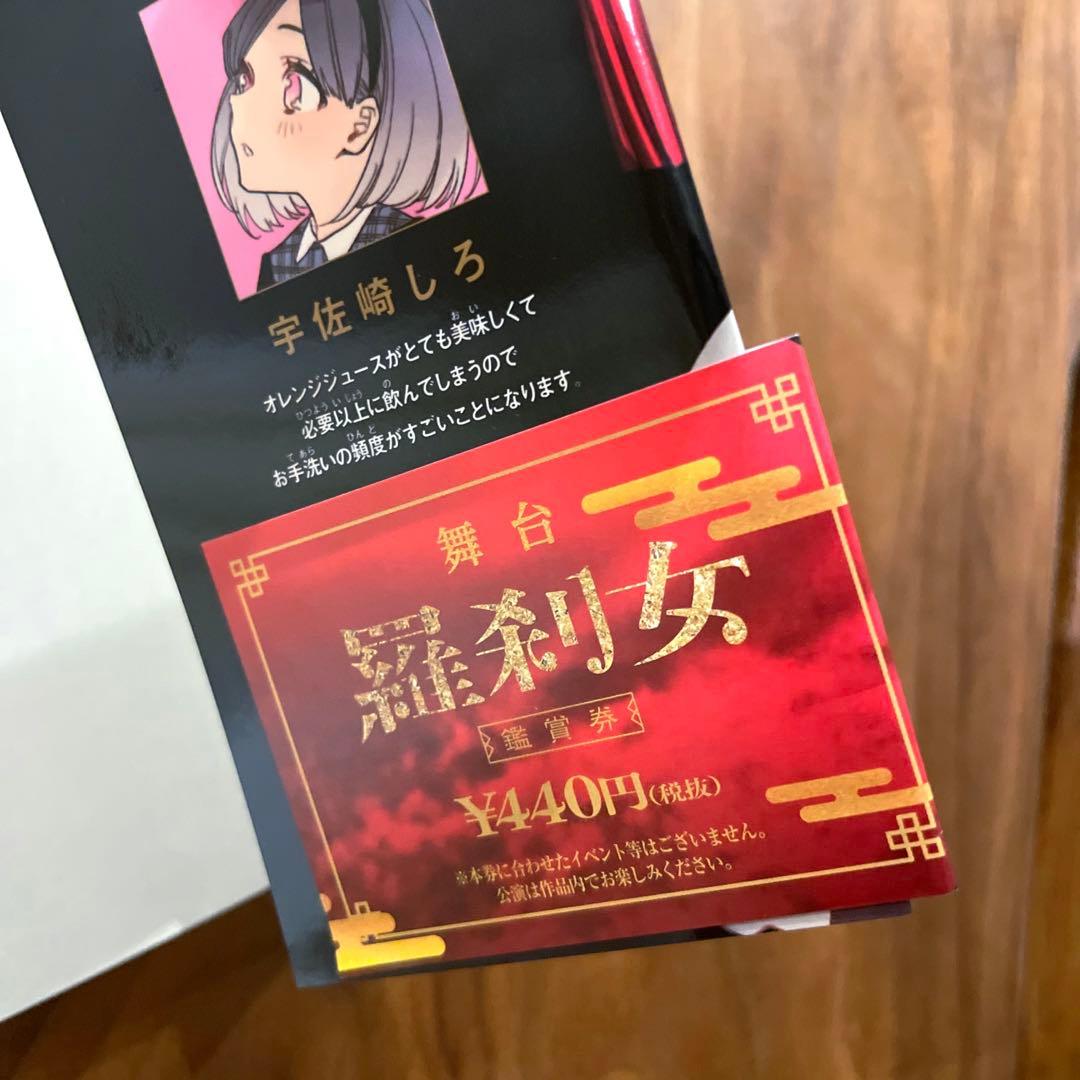 宇佐崎しろ
オレンジジュースがとても美味しくて
必要以上に飲んでしまうので
お手洗いの頻度がすごいことになります。
舞台
羅刹女
鑑賞券
¥440円(税抜)
※本券に合わせたイベント等はございません。
公演は作品内でお楽しみください。